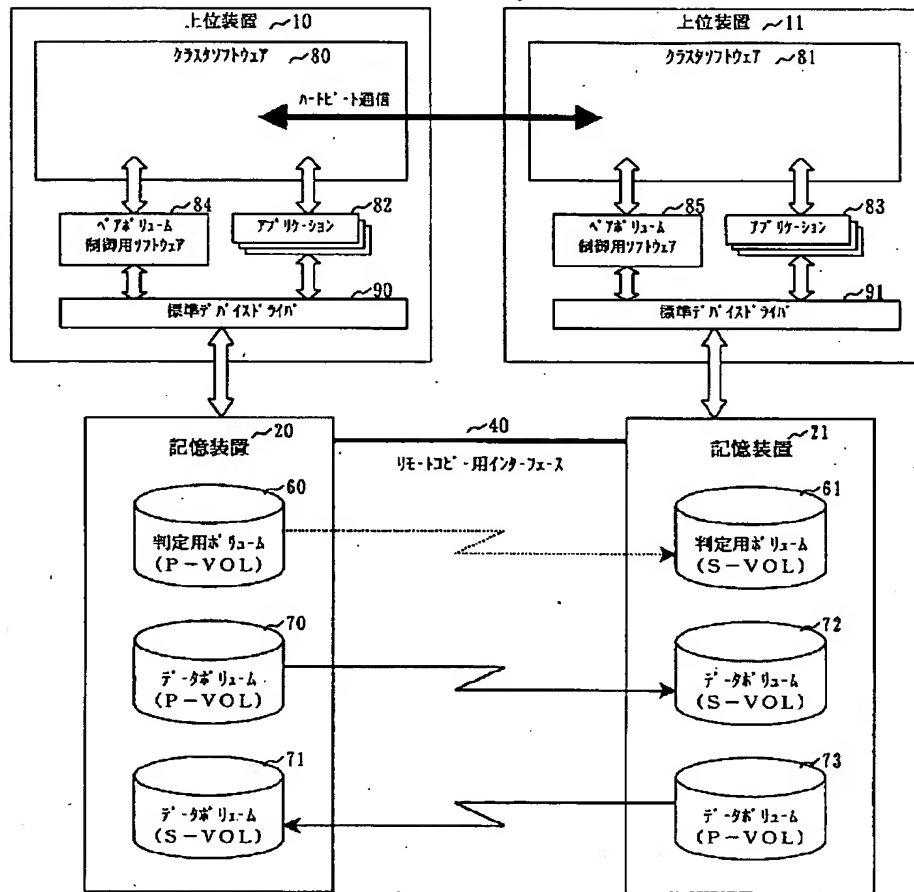 上位装置 ~10
クラスタソフトウェア ~80
ハートビート通信
84
ペアボリューム
制御用ソフトウェア
82
アプリケーション
90
標準デバイスドライバ
上位装置 ~11
クラスタソフトウェア ~81
85
ペアボリューム
制御用ソフトウェア
83
アプリケーション
91
標準デバイスドライバ
記憶装置 ~20
~40
リモートコピー用インターフェース
記憶装置 ~21
60
判定用ボリューム
(P-VOL)
61
判定用ボリューム
(S-VOL)
70
データボリューム
(P-VOL)
72
データボリューム
(S-VOL)
71
データボリューム
(S-VOL)
73
データボリューム
(P-VOL)